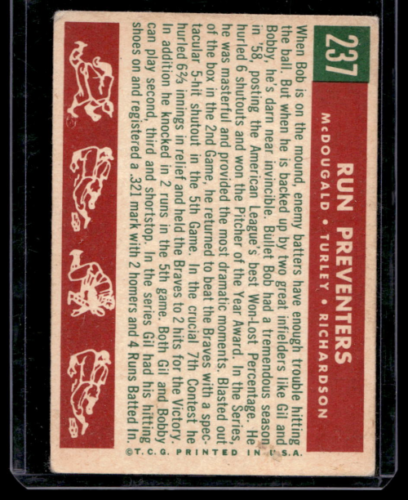 237
RUN PREVENTERS
McDOUGALD • TURLEY • RICHARDSON
When Bob is on the mound, enemy batters have enough trouble hitting
the ball, but when he is backed up by two great infielders like Gil and
Bobby, he's darn near invincible. Bullet Bob had a tremendous season
in '58, posting the American League's best Won-Lost Percentage. He
hurled 6 shutouts and won the Pitcher of the Year Award. In the Series,
he was masterful and provided the most dramatic moments. Blasted out
of the box in the 2nd Game, he returned to beat the Braves with a spec-
tacular 5-hit shutout in the 5th Game. In the crucial 7th Contest he
hurled 6⅔ innings in relief and held the Braves to 2 hits for the Victory.
In addition he knocked in 2 runs in the 5th game. Both Gil and Bobby
can play second, third and shortstop. In the series Gil had his hitting
shoes on and registered a .321 mark with 2 homers and 4 Runs Batted In.
©T.C.G. PRINTED IN U.S.A.